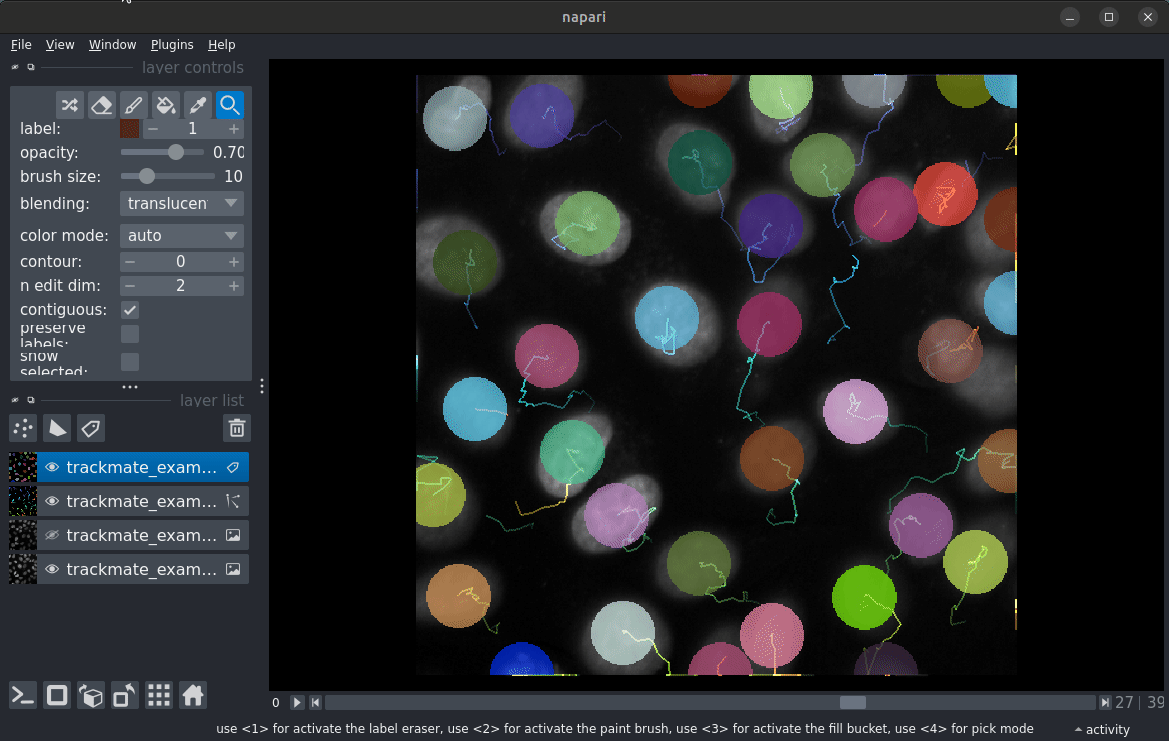 napari
File View Window Plugins Help
layer controls
label: 1
opacity: 0.70
brush size: 10
blending: translucen
color mode: auto
contour: 0
n edit dim: 2
contiguous:
preserve
labels:
show
selected:
layer list
trackmate_exam...
trackmate_exam...
trackmate_exam...
trackmate_exam...
0 27 | 39
use <1> for activate the label eraser, use <2> for activate the paint brush, use <3> for activate the fill bucket, use <4> for pick mode
activity